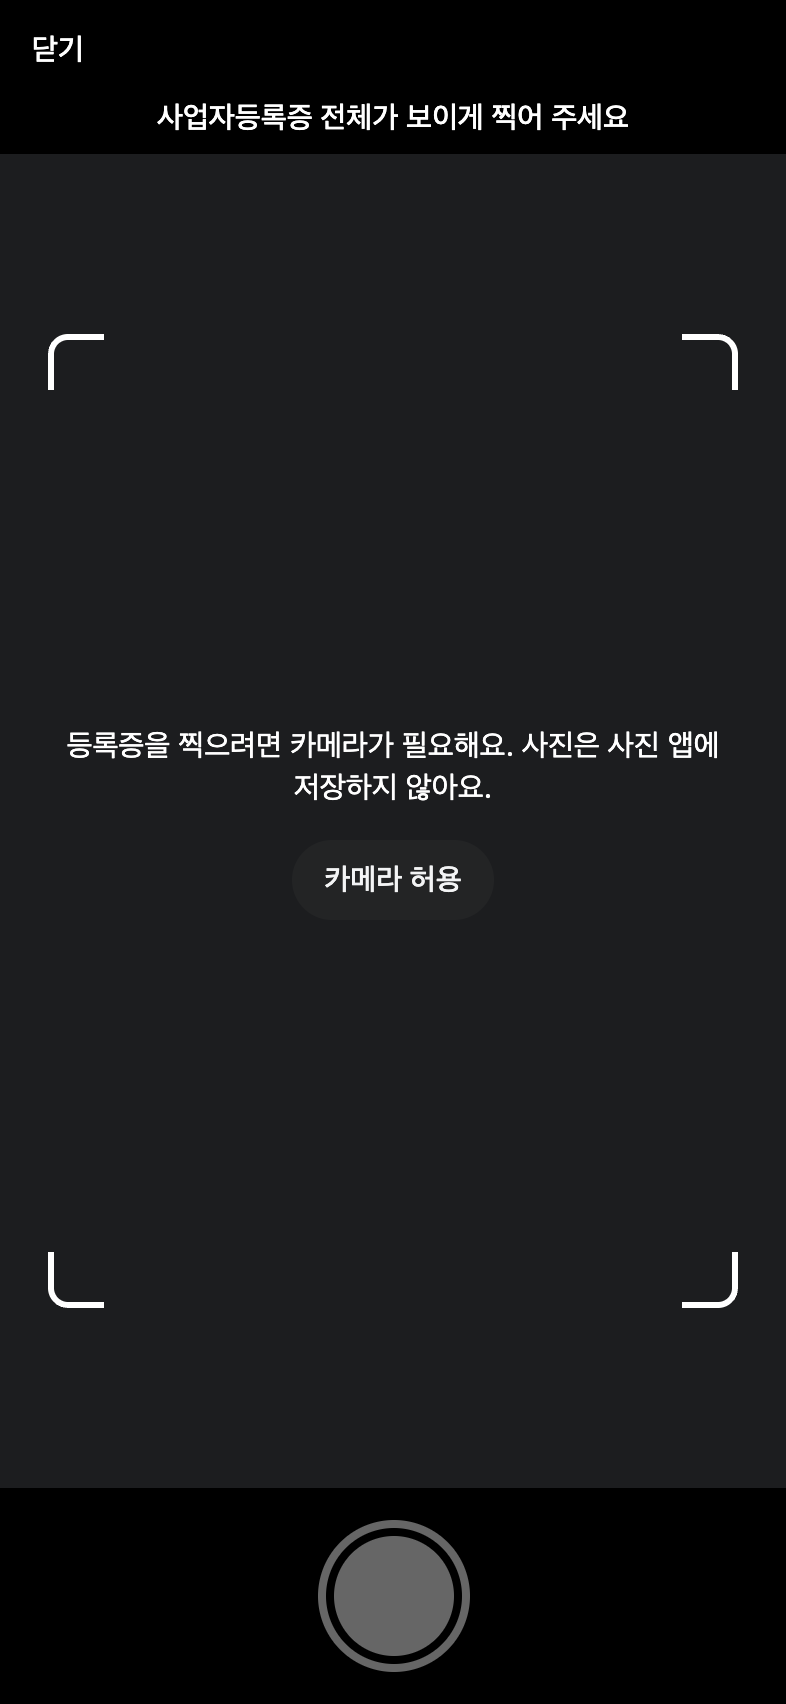 닫기
사업자등록증 전체가 보이게 찍어 주세요
등록증을 찍으려면 카메라가 필요해요. 사진은 사진 앱에
저장하지 않아요.
카메라 허용